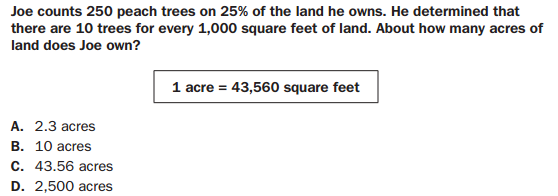 Joe counts 250 peach trees on 25% of the land he owns. He determined that
there are 10 trees for every 1,000 square feet of land. About how many acres of
land does Joe own?
1 acre = 43,560 square feet
A. 2.3 acres
B. 10 acres
C. 43.56 acres
D. 2,500 acres